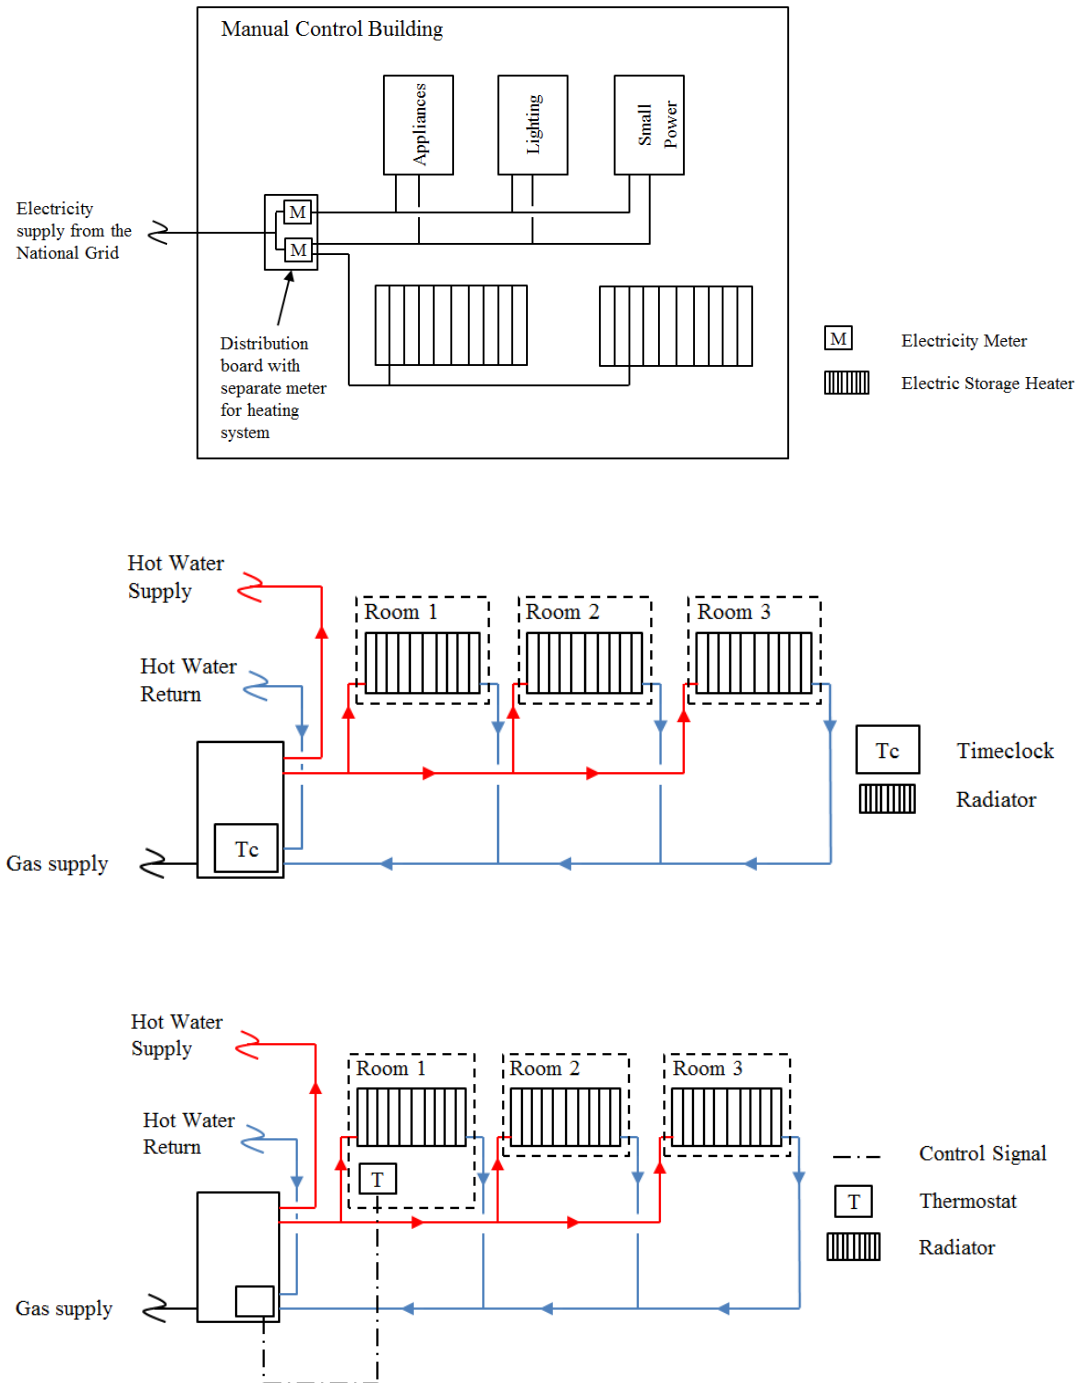 Manual Control Building
Appliances
Lighting
Small
Power
Electricity
supply from the
National Grid
M
M
Distribution
board with
separate meter
for heating
system
M
Electricity Meter
Electric Storage Heater
Hot Water
Supply
Room 1
Room 2
Room 3
Hot Water
Return
Tc
Timeclock
Radiator
Tc
Gas supply
Hot Water
Supply
Room 1
Room 2
Room 3
Hot Water
Return
T
Control Signal
T
Thermostat
Radiator
Gas supply